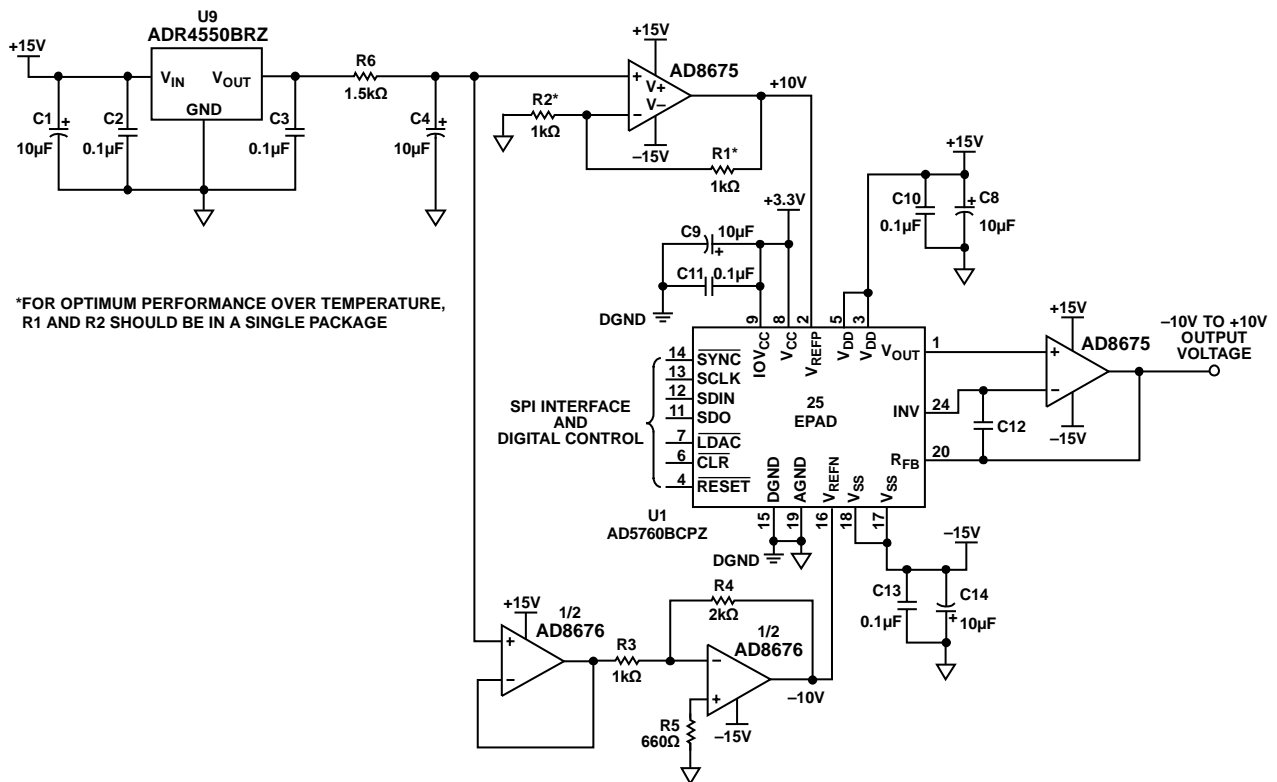 U9
ADR4550BRZ
+15V
VIN
VOUT
GND
C1
+
10µF
C2
0.1µF
C3
0.1µF
R6
1.5kΩ
C4
+
10µF
+15V
AD8675
+
V+
V–
–
–15V
+10V
R2*
1kΩ
R1*
1kΩ
*FOR OPTIMUM PERFORMANCE OVER TEMPERATURE,
R1 AND R2 SHOULD BE IN A SINGLE PACKAGE
+3.3V
C9
10µF
+
C11
0.1µF
DGND
+15V
C10
0.1µF
C8
+
10µF
9
8
2
5
3
IOVCC
VCC
VREFP
VDD
VDD
VOUT
1
INV
24
RFB
20
25
EPAD
SPI INTERFACE
AND
DIGITAL CONTROL
14
SYNC
13
SCLK
12
SDIN
11
SDO
7
LDAC
6
CLR
4
RESET
DGND
AGND
VREFN
VSS
VSS
15
19
16
18
17
U1
AD5760BCPZ
DGND
+15V
AD8675
+
–
–15V
C12
–10V TO +10V
OUTPUT
VOLTAGE
–15V
C13
0.1µF
C14
10µF
+
+15V
1/2
AD8676
+
–
R3
1kΩ
R4
2kΩ
1/2
AD8676
–
+
–15V
–10V
R5
660Ω